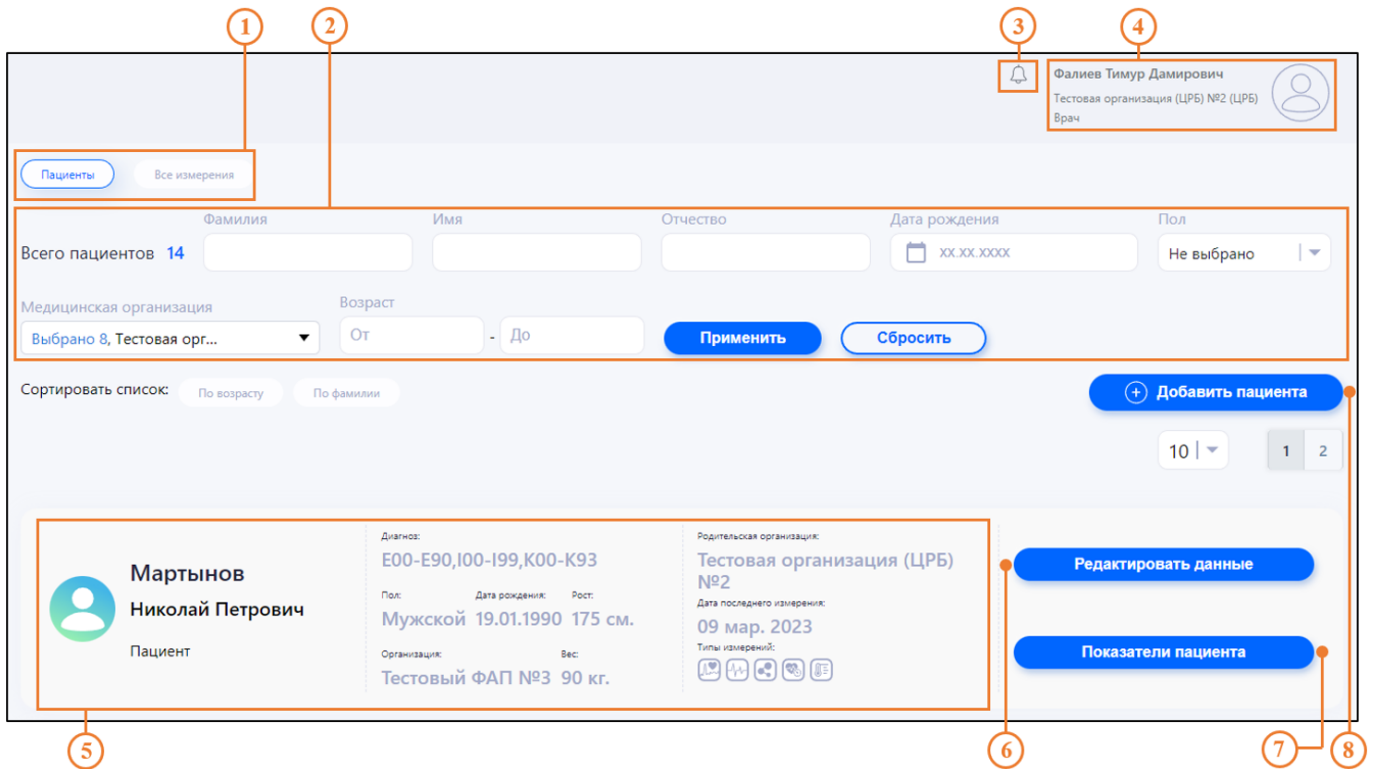 1
2
3
4
Фалиев Тимур Дамирович
Тестовая организация (ЦРБ) №2 (ЦРБ)
Врач
Пациенты
Все измерения
Фамилия
Имя
Отчество
Дата рождения
Пол
Всего пациентов 14
xx.xx.xxxx
Не выбрано
Медицинская организация
Возраст
Выбрано 8, Тестовая орг...
От
-
До
Применить
Сбросить
Сортировать список:
По возрасту
По фамилии
Добавить пациента
10
1
2
Мартынов
Николай Петрович
Пациент
Диагноз:
E00-E90,I00-I99,K00-K93
Пол:
Дата рождения:
Рост:
Мужской 19.01.1990 175 см.
Организация:
Вес:
Тестовый ФАП №3 90 кг.
Родительская организация:
Тестовая организация (ЦРБ)
№2
Дата последнего измерения:
09 мар. 2023
Типы измерений:
Редактировать данные
Показатели пациента
5
6
7
8